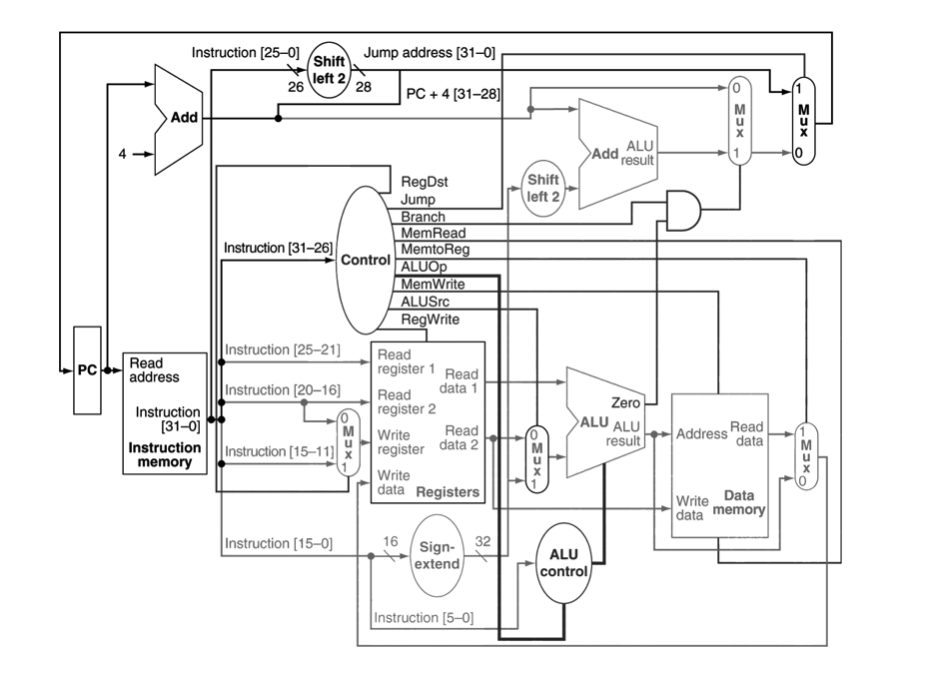 Instruction [25–0]
Shift
left 2
Jump address [31–0]
26
28
PC + 4 [31–28]
Add
4
0
M
u
x
1
1
M
u
x
0
Add
ALU
result
Shift
left 2
RegDst
Jump
Branch
MemRead
MemtoReg
ALUOp
MemWrite
ALUSrc
RegWrite
Instruction [31–26]
Control
PC
Read
address
Instruction
[31–0]
Instruction
memory
Instruction [25–21]
Instruction [20–16]
Instruction [15–11]
0
M
u
x
1
Read
register 1
Read
register 2
Write
register
Write
data
Read
data 1
Read
data 2
Registers
0
M
u
x
1
Zero
ALU
ALU
result
Address
Read
data
Write
data
Data
memory
1
M
u
x
0
Instruction [15–0]
16
Sign-
extend
32
ALU
control
Instruction [5–0]